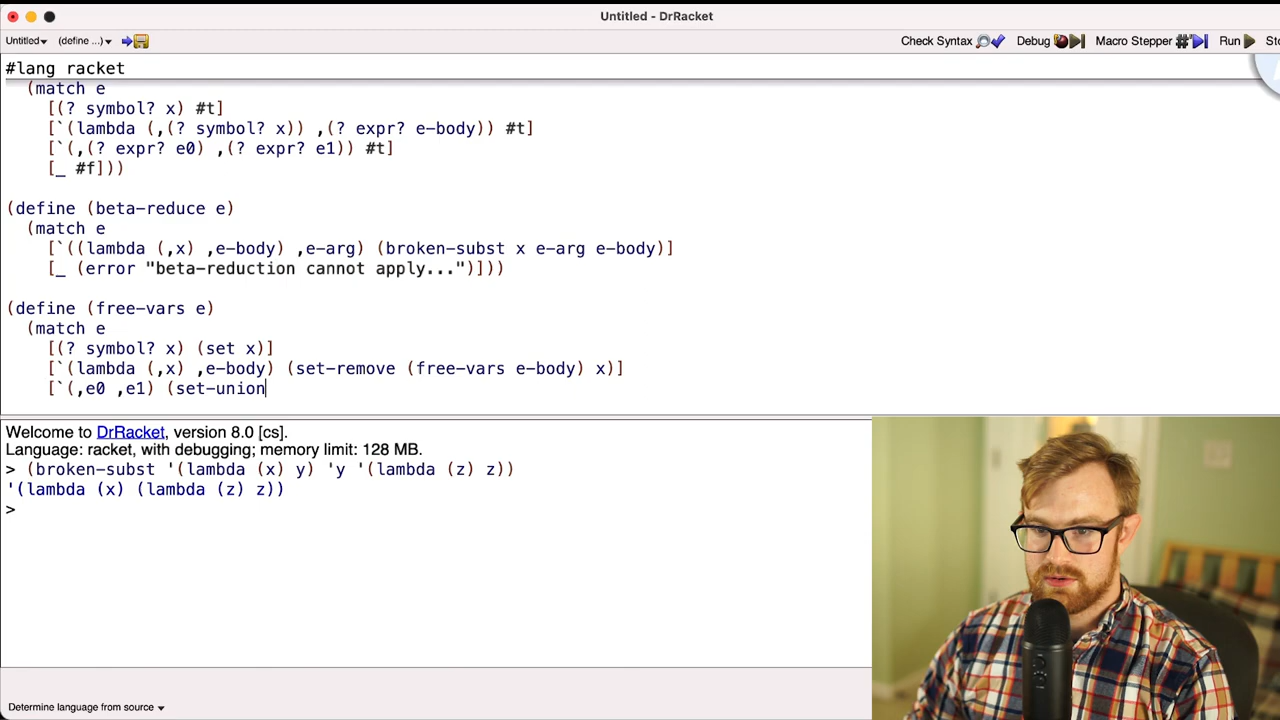 Untitled - DrRacket
Untitled (define ...) Check Syntax Debug Macro Stepper Run
#lang racket
(match e
[(? symbol? x) #t]
[`(lambda (,(? symbol? x)) ,(? expr? e-body)) #t]
[`(,(? expr? e0) ,(? expr? e1)) #t]
[_ #f]))
(define (beta-reduce e)
(match e
[`((lambda (,x) ,e-body) ,e-arg) (broken-subst x e-arg e-body)]
[_ (error "beta-reduction cannot apply...")]))
(define (free-vars e)
(match e
[(? symbol? x) (set x)]
[`(lambda (,x) ,e-body) (set-remove (free-vars e-body) x)]
[`(,e0 ,e1) (set-union
Welcome to DrRacket, version 8.0 [cs].
Language: racket, with debugging; memory limit: 128 MB.
> (broken-subst '(lambda (x) y) 'y '(lambda (z) z))
'(lambda (x) (lambda (z) z))
>
Determine language from source